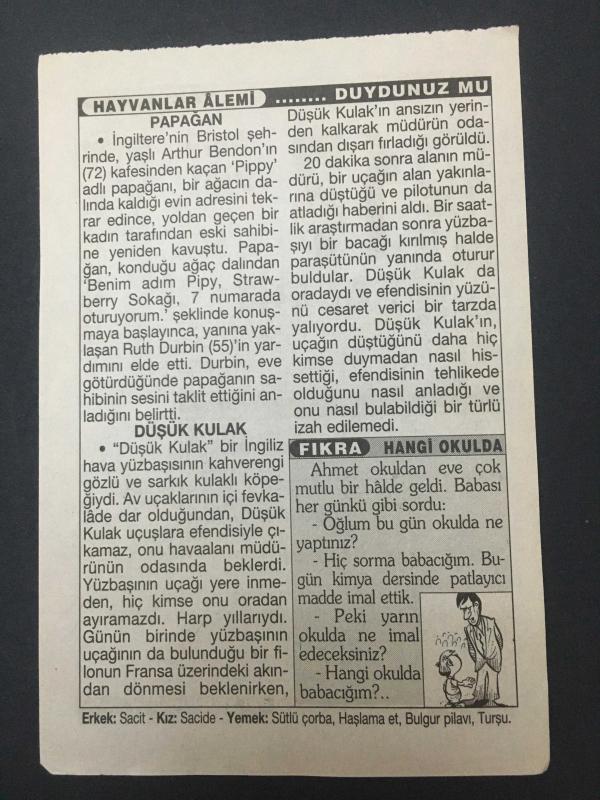 HAYVANLAR ÂLEMİ ........ DUYDUNUZ MU
PAPAĞAN
• İngiltere'nin Bristol şeh-
rinde, yaşlı Arthur Bendon'ın
(72) kafesinden kaçan 'Pippy'
adlı papağanı, bir ağacın da-
lında kaldığı evin adresini tek-
rar edince, yoldan geçen bir
kadın tarafından eski sahibi-
ne yeniden kavuştu. Papa-
ğan, konduğu ağaç dalından
'Benim adım Pipy, Straw-
berry Sokağı, 7 numarada
oturuyorum.' şeklinde konuş-
maya başlayınca, yanına yak-
laşan Ruth Durbin (55)'in yar-
dımını elde etti. Durbin, eve
götürdüğünde papağanın sa-
hibinin sesini taklit ettiğini an-
ladığını belirtti.
DÜŞÜK KULAK
• "Düşük Kulak" bir İngiliz
hava yüzbaşısının kahverengi
gözlü ve sarkık kulaklı köpe-
ğiydi. Av uçaklarının içi fevka-
lâde dar olduğundan, Düşük
Kulak uçuşlara efendisiyle çı-
kamaz, onu havaalanı müdü-
rünün odasında beklerdi.
Yüzbaşının uçağı yere inme-
den, hiç kimse onu oradan
ayıramazdı. Harp yıllarıydı.
Günün birinde yüzbaşının
uçağının da bulunduğu bir fi-
lonun Fransa üzerindeki akın-
dan dönmesi beklenirken,
Düşük Kulak'ın ansızın yerin-
den kalkarak müdürün oda-
sından dışarı fırladığı görüldü.
20 dakika sonra alanın mü-
dürü, bir uçağın alan yakınla-
rına düştüğü ve pilotunun da
atladığı haberini aldı. Bir saat-
lik araştırmadan sonra yüzba-
şıyı bir bacağı kırılmış halde
paraşütünün yanında oturur
buldular. Düşük Kulak da
oradaydı ve efendisinin yüzü-
nü cesaret verici bir tarzda
yalıyordu. Düşük Kulak'ın,
uçağın düştüğünü daha hiç
kimse duymadan nasıl his-
settiği, efendisinin tehlikede
olduğunu nasıl anladığı ve
onu nasıl bulabildiği bir türlü
izah edilemedi.
FIKRA HANGİ OKULDA
Ahmet okuldan eve çok
mutlu bir hâlde geldi. Babası
her günkü gibi sordu:
- Oğlum bu gün okulda ne
yaptınız?
- Hiç sorma babacığım. Bu-
gün kimya dersinde patlayıcı
madde imal ettik.
- Peki yarın
okulda ne imal
edeceksiniz?
- Hangi okulda
babacığım?..
Erkek: Sacit - Kız: Sacide - Yemek: Sütlü çorba, Haşlama et, Bulgur pilavı, Turşu.